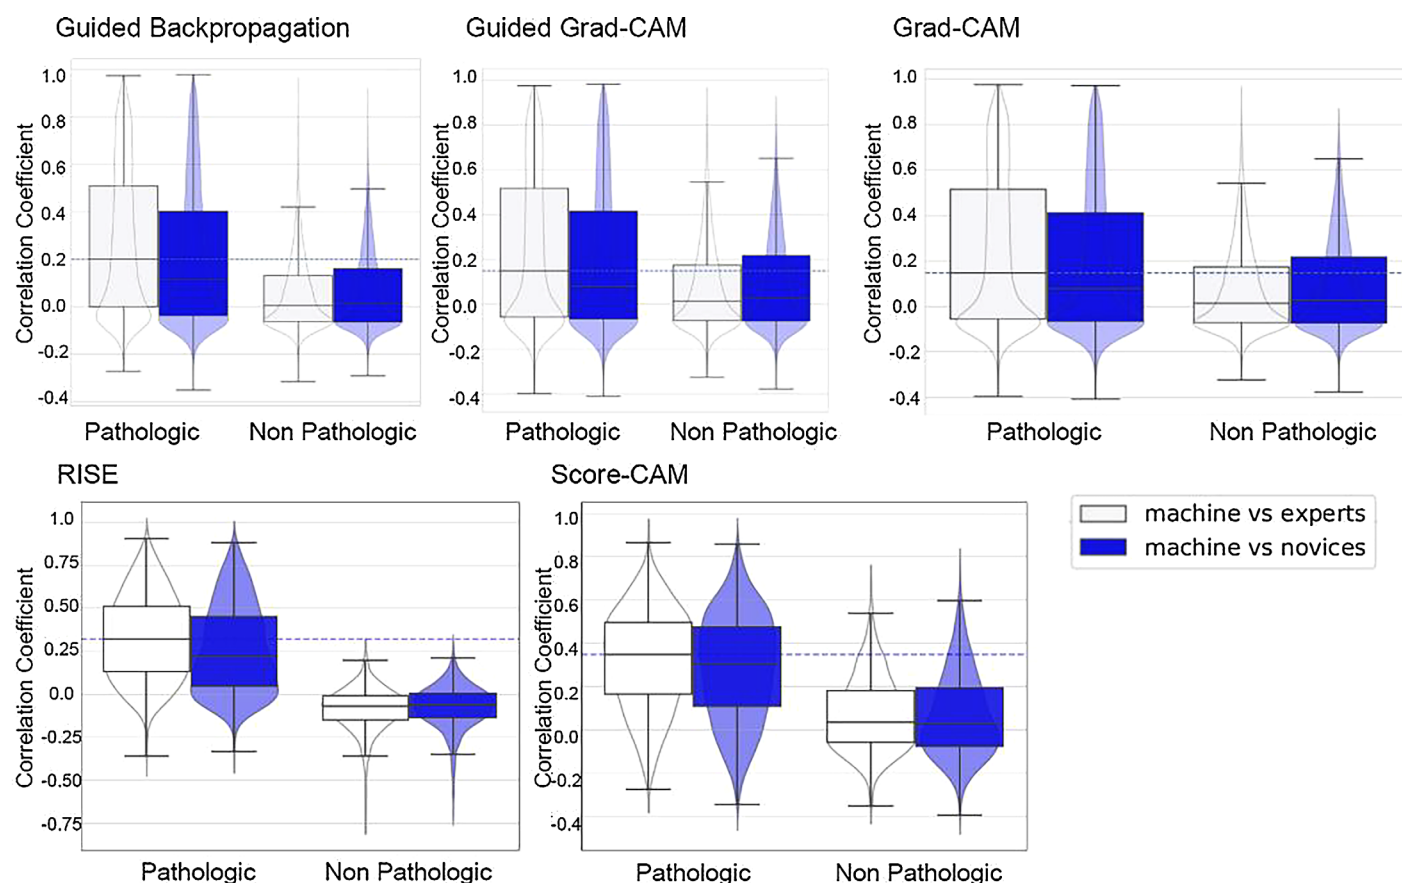 Guided Backpropagation
Guided Grad-CAM
Grad-CAM
Correlation Coefficient
1.0
0.8
0.6
0.4
0.2
0.0
-0.2
-0.4
Pathologic
Non Pathologic
Correlation Coefficient
1.0
0.8
0.6
0.4
0.2
0.0
-0.2
-0.4
Pathologic
Non Pathologic
Correlation Coefficient
1.0
0.8
0.6
0.4
0.2
0.0
-0.2
-0.4
Pathologic
Non Pathologic
RISE
Score-CAM
Correlation Coefficient
1.0
0.75
0.50
0.25
0.0
-0.25
-0.50
-0.75
Pathologic
Non Pathologic
Correlation Coefficient
1.0
0.8
0.6
0.4
0.2
0.0
-0.2
-0.4
Pathologic
Non Pathologic
machine vs experts
machine vs novices